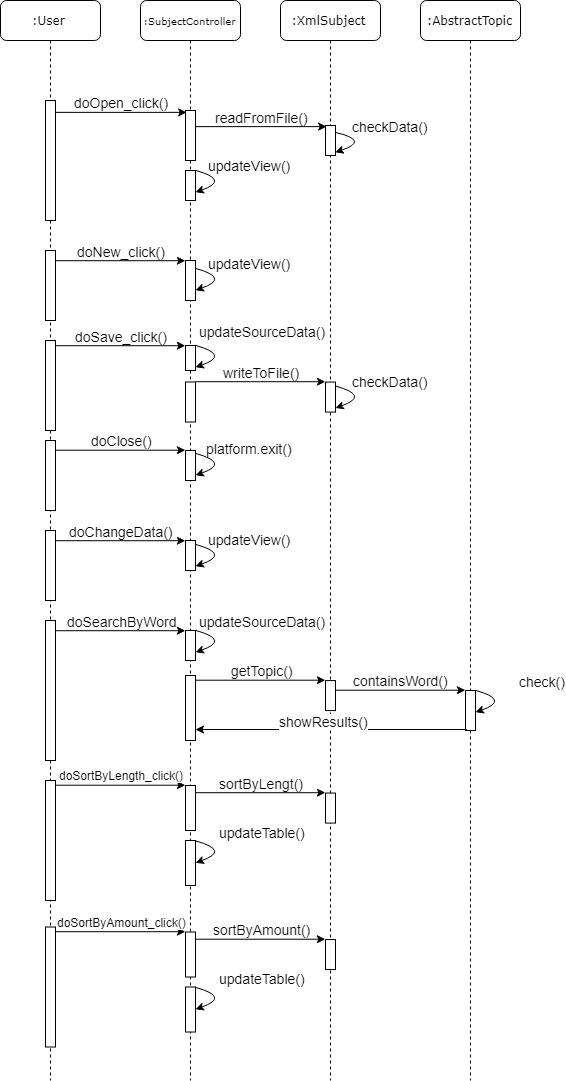 :User
:SubjectController
:XmlSubject
:AbstractTopic
doOpen_click()
readFromFile()
checkData()
updateView()
doNew_click()
updateView()
doSave_click()
updateSourceData()
writeToFile()
checkData()
doClose()
platform.exit()
doChangeData()
updateView()
doSearchByWord
updateSourceData()
getTopic()
containsWord()
check()
showResults()
doSortByLength_click()
sortByLengt()
updateTable()
doSortByAmount_click()
sortByAmount()
updateTable()